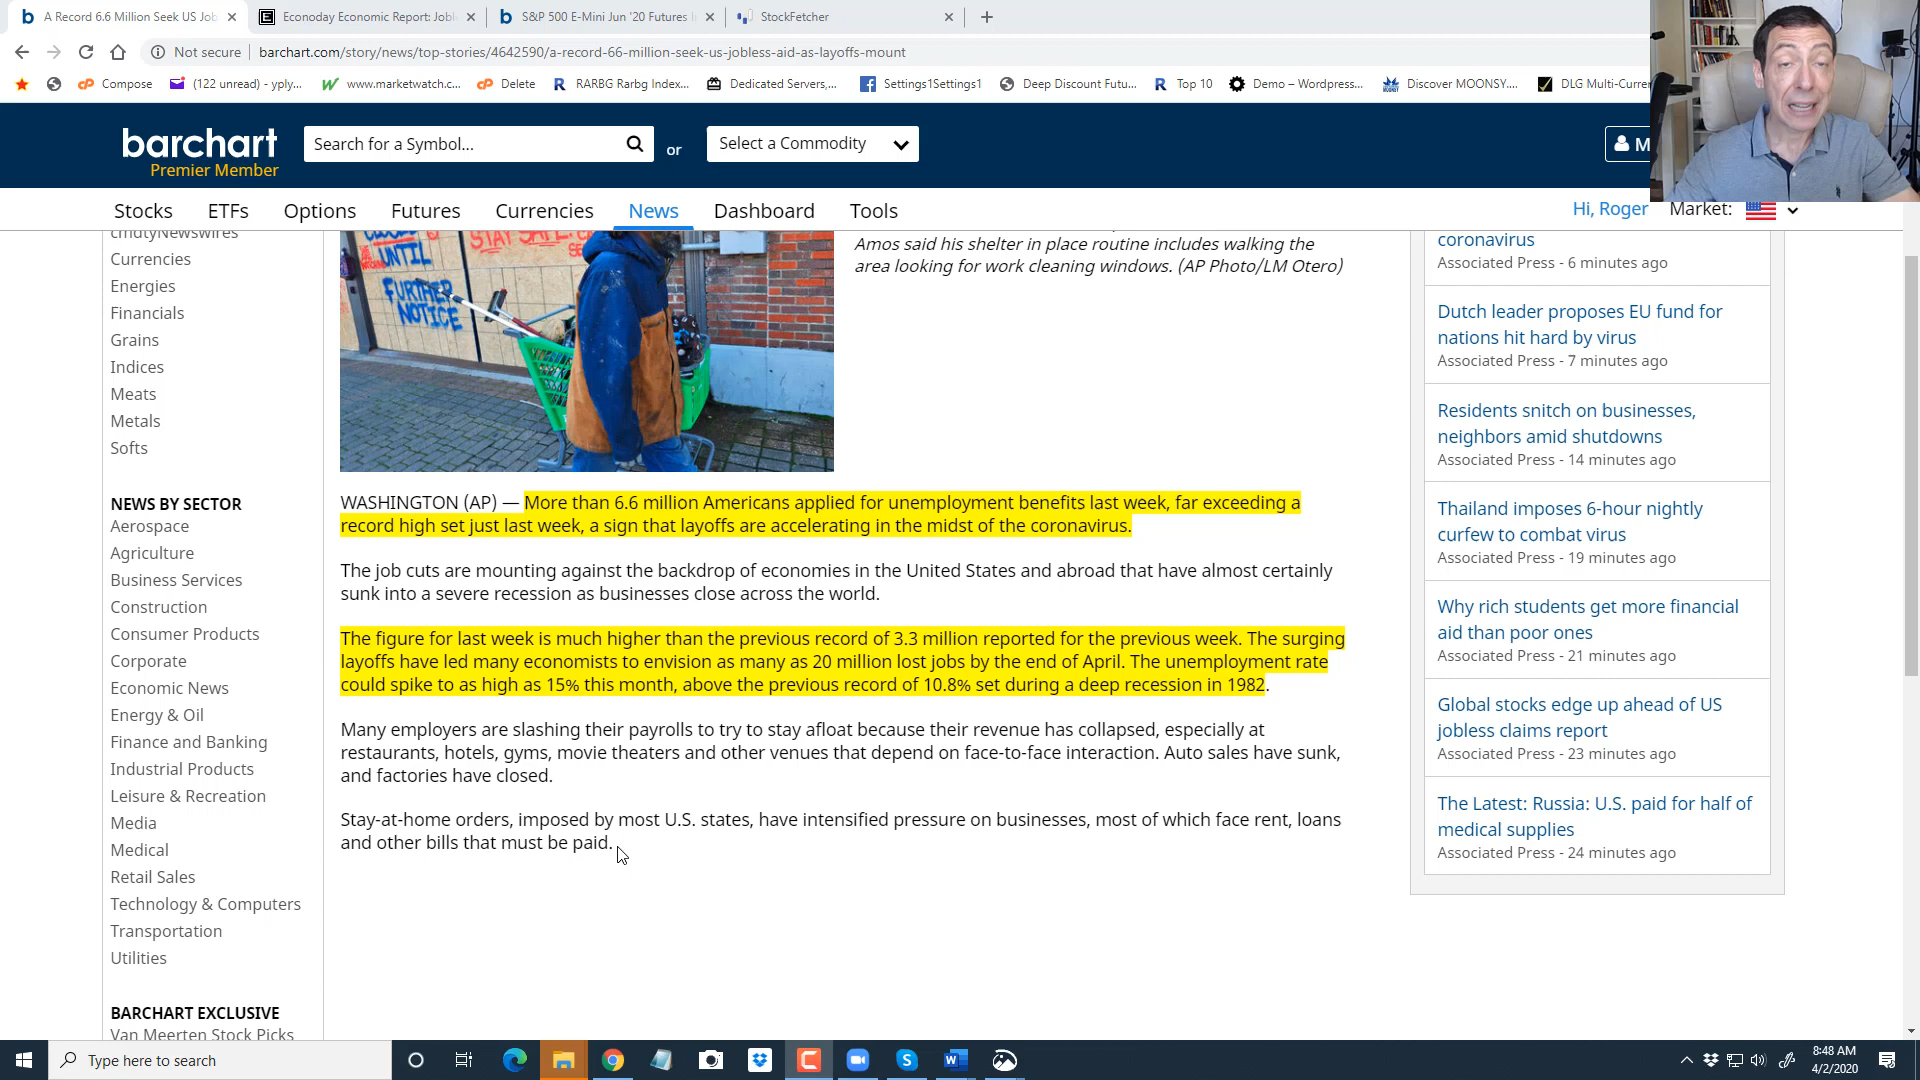 A Record 6.6 Million Seek US Job
Econoday Economic Report: Jobl
S&P 500 E-Mini Jun '20 Futures
StockFetcher
Not secure
barchart.com/story/news/top-stories/4642590/a-record-66-million-seek-us-jobless-aid-as-layoffs-mount
Compose
(122 unread) - yply...
www.marketwatch.c...
Delete
RARBG Rarbg Index...
Dedicated Servers,...
Settings1Settings1
Deep Discount Futu...
Top 10
Demo – Wordpress...
Discover MOONSY....
DLG Multi-Curre
barchart
Premier Member
Search for a Symbol...
or
Select a Commodity
M
Stocks
ETFs
Options
Futures
Currencies
News
Dashboard
Tools
Hi, Roger
Market:
cmdtyNewswires
Currencies
Energies
Financials
Grains
Indices
Meats
Metals
Softs
NEWS BY SECTOR
Aerospace
Agriculture
Business Services
Construction
Consumer Products
Corporate
Economic News
Energy & Oil
Finance and Banking
Industrial Products
Leisure & Recreation
Media
Medical
Retail Sales
Technology & Computers
Transportation
Utilities
BARCHART EXCLUSIVE
Van Meerten Stock Picks
CLOSED
UNTIL
FURTHER
NOTICE
STAY SAFE.
Amos said his shelter in place routine includes walking the
area looking for work cleaning windows. (AP Photo/LM Otero)
WASHINGTON (AP) — More than 6.6 million Americans applied for unemployment benefits last week, far exceeding a
record high set just last week, a sign that layoffs are accelerating in the midst of the coronavirus.
The job cuts are mounting against the backdrop of economies in the United States and abroad that have almost certainly
sunk into a severe recession as businesses close across the world.
The figure for last week is much higher than the previous record of 3.3 million reported for the previous week. The surging
layoffs have led many economists to envision as many as 20 million lost jobs by the end of April. The unemployment rate
could spike to as high as 15% this month, above the previous record of 10.8% set during a deep recession in 1982.
Many employers are slashing their payrolls to try to stay afloat because their revenue has collapsed, especially at
restaurants, hotels, gyms, movie theaters and other venues that depend on face-to-face interaction. Auto sales have sunk,
and factories have closed.
Stay-at-home orders, imposed by most U.S. states, have intensified pressure on businesses, most of which face rent, loans
and other bills that must be paid.
coronavirus
Associated Press - 6 minutes ago
Dutch leader proposes EU fund for
nations hit hard by virus
Associated Press - 7 minutes ago
Residents snitch on businesses,
neighbors amid shutdowns
Associated Press - 14 minutes ago
Thailand imposes 6-hour nightly
curfew to combat virus
Associated Press - 19 minutes ago
Why rich students get more financial
aid than poor ones
Associated Press - 21 minutes ago
Global stocks edge up ahead of US
jobless claims report
Associated Press - 23 minutes ago
The Latest: Russia: U.S. paid for half of
medical supplies
Associated Press - 24 minutes ago
Type here to search
8:48 AM
4/2/2020